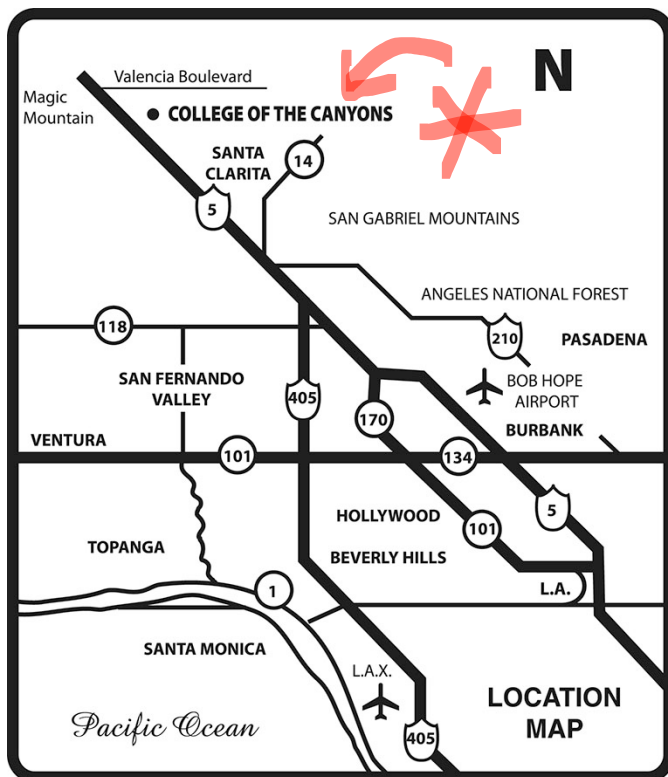 N
Valencia Boulevard
Magic
Mountain
COLLEGE OF THE CANYONS
SANTA
CLARITA
14
5
SAN GABRIEL MOUNTAINS
ANGELES NATIONAL FOREST
118
210
PASADENA
SAN FERNANDO
VALLEY
405
BOB HOPE
AIRPORT
170
BURBANK
VENTURA
101
134
HOLLYWOOD
101
5
TOPANGA
BEVERLY HILLS
1
L.A.
SANTA MONICA
L.A.X.
LOCATION
MAP
Pacific Ocean
405